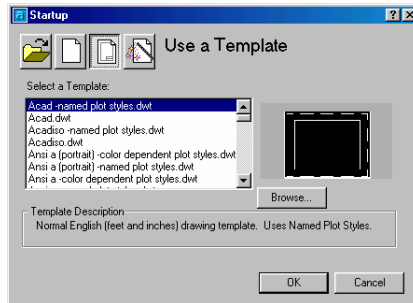 Startup
Use a Template
Select a Template:
Acad -named plot styles.dwt
Acad.dwt
Acadiso -named plot styles.dwt
Acadiso.dwt
Ansi a (portrait) -color dependent plot styles.dwt
Ansi a (portrait) -named plot styles.dwt
Ansi a -color dependent plot styles.dwt
Browse...
Template Description
Normal English (feet and inches) drawing template. Uses Named Plot Styles.
OK
Cancel